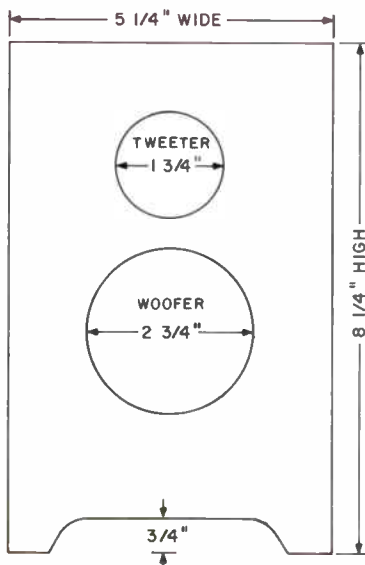 5 1/4" WIDE
TWEETER
1 3/4"
WOOFER
2 3/4"
8 1/4" HIGH
3/4"